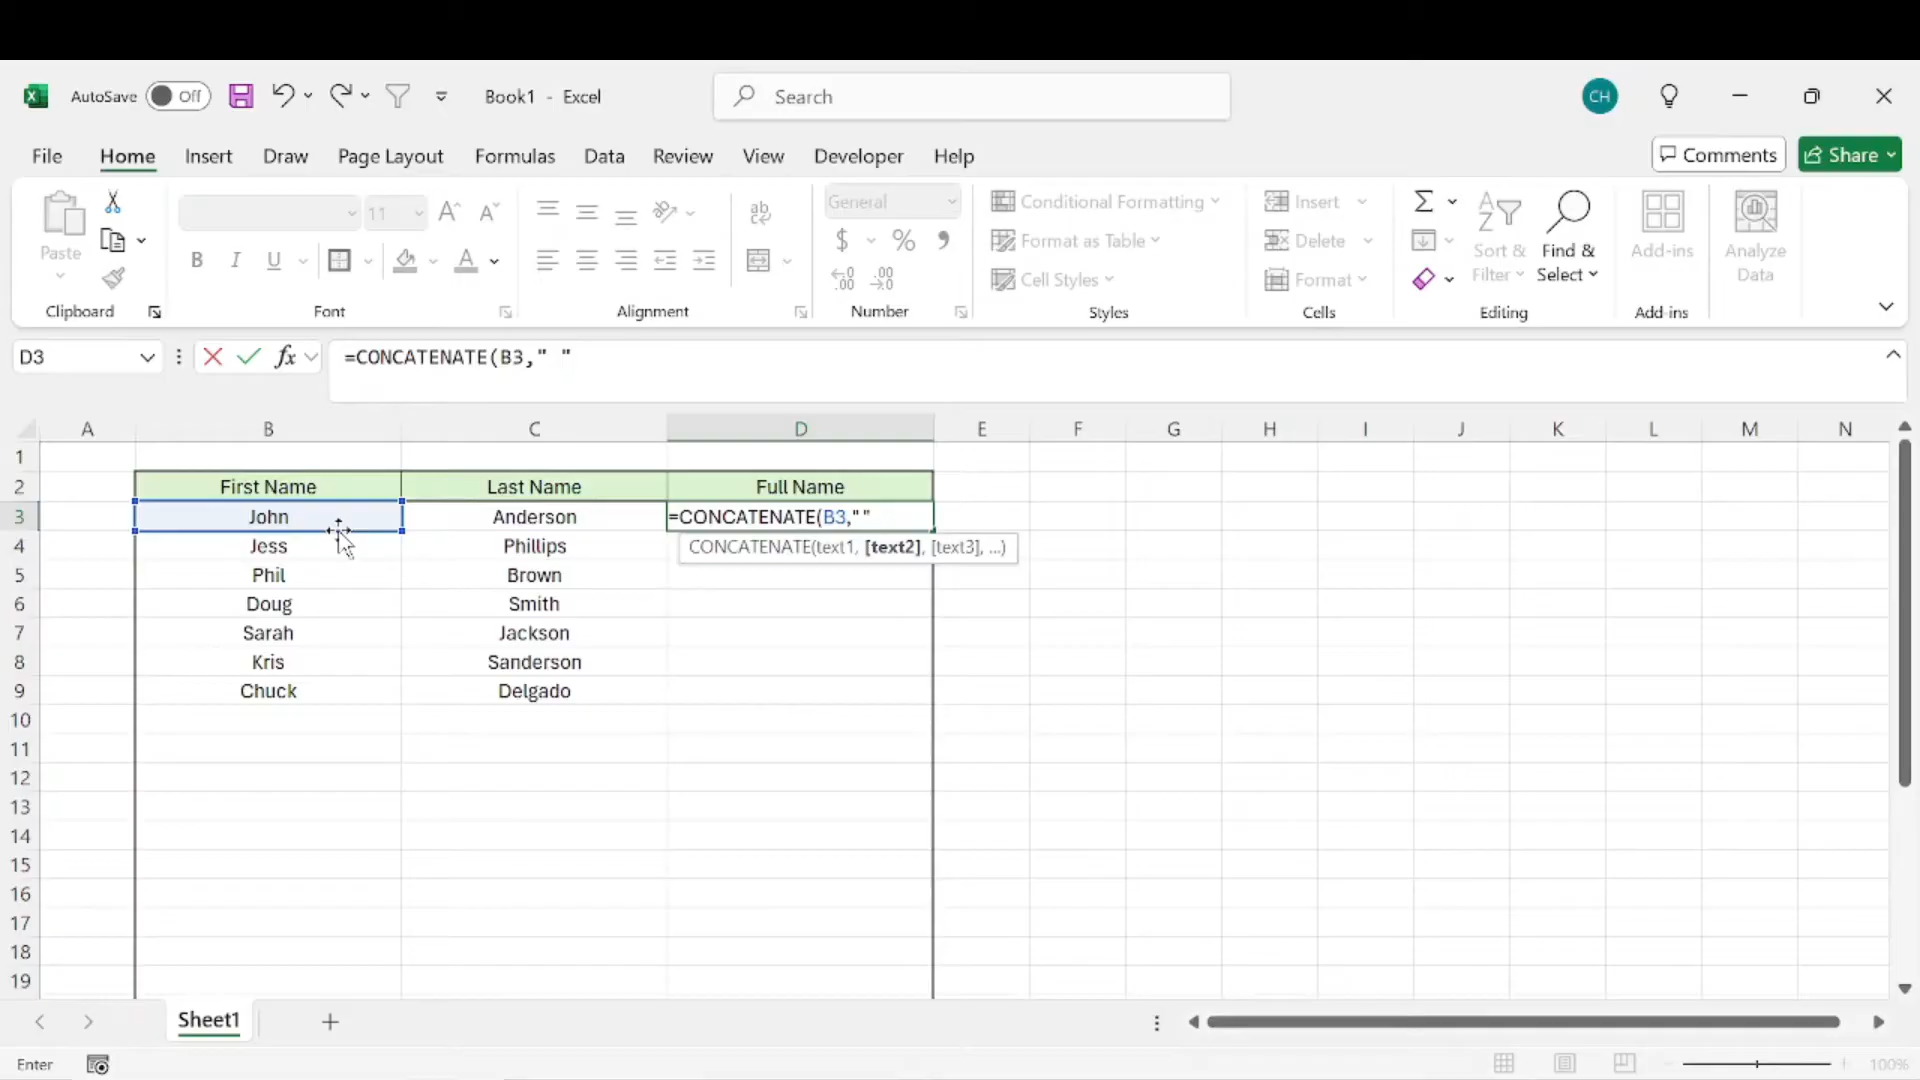 AutoSave Off Book1 - Excel Search CH
File Home Insert Draw Page Layout Formulas Data Review View Developer Help Comments Share
Paste
Clipboard
11
B I U
Font
ab
Alignment
General
$ % ,
Number
Conditional Formatting
Format as Table
Cell Styles
Styles
Insert
Delete
Format
Cells
Sort & Filter
Find & Select
Editing
Add-ins
Add-ins
Analyze Data
D3 fx =CONCATENATE(B3," "
A B C D E F G H I J K L M N
1
2 First Name Last Name Full Name
3 John Anderson =CONCATENATE(B3," "
4 Jess Phillips CONCATENATE(text1, [text2], [text3], ...)
5 Phil Brown
6 Doug Smith
7 Sarah Jackson
8 Kris Sanderson
9 Chuck Delgado
10
11
12
13
14
15
16
17
18
19
Sheet1
Enter 100%